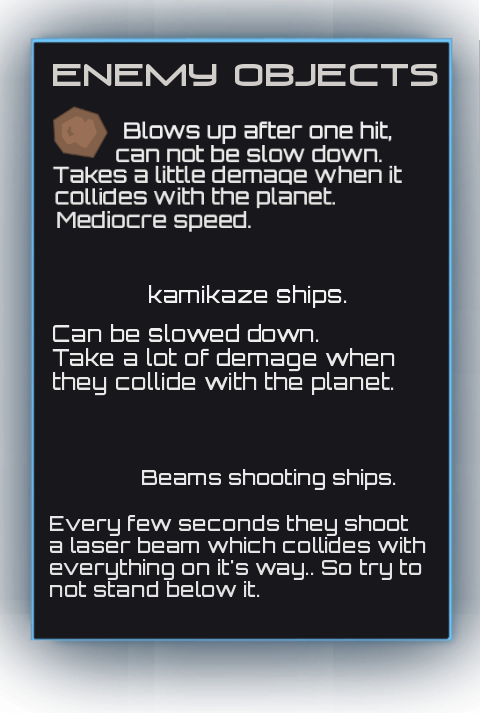 ENEMY OBJECTS
Blows up after one hit,
can not be slow down.
Takes a little demage when it
collides with the planet.
Mediocre speed.
kamikaze ships.
Can be slowed down.
Take a lot of demage when
they collide with the planet.
Beams shooting ships.
Every few seconds they shoot
a laser beam which collides with
everything on it's way.. So try to
not stand below it.